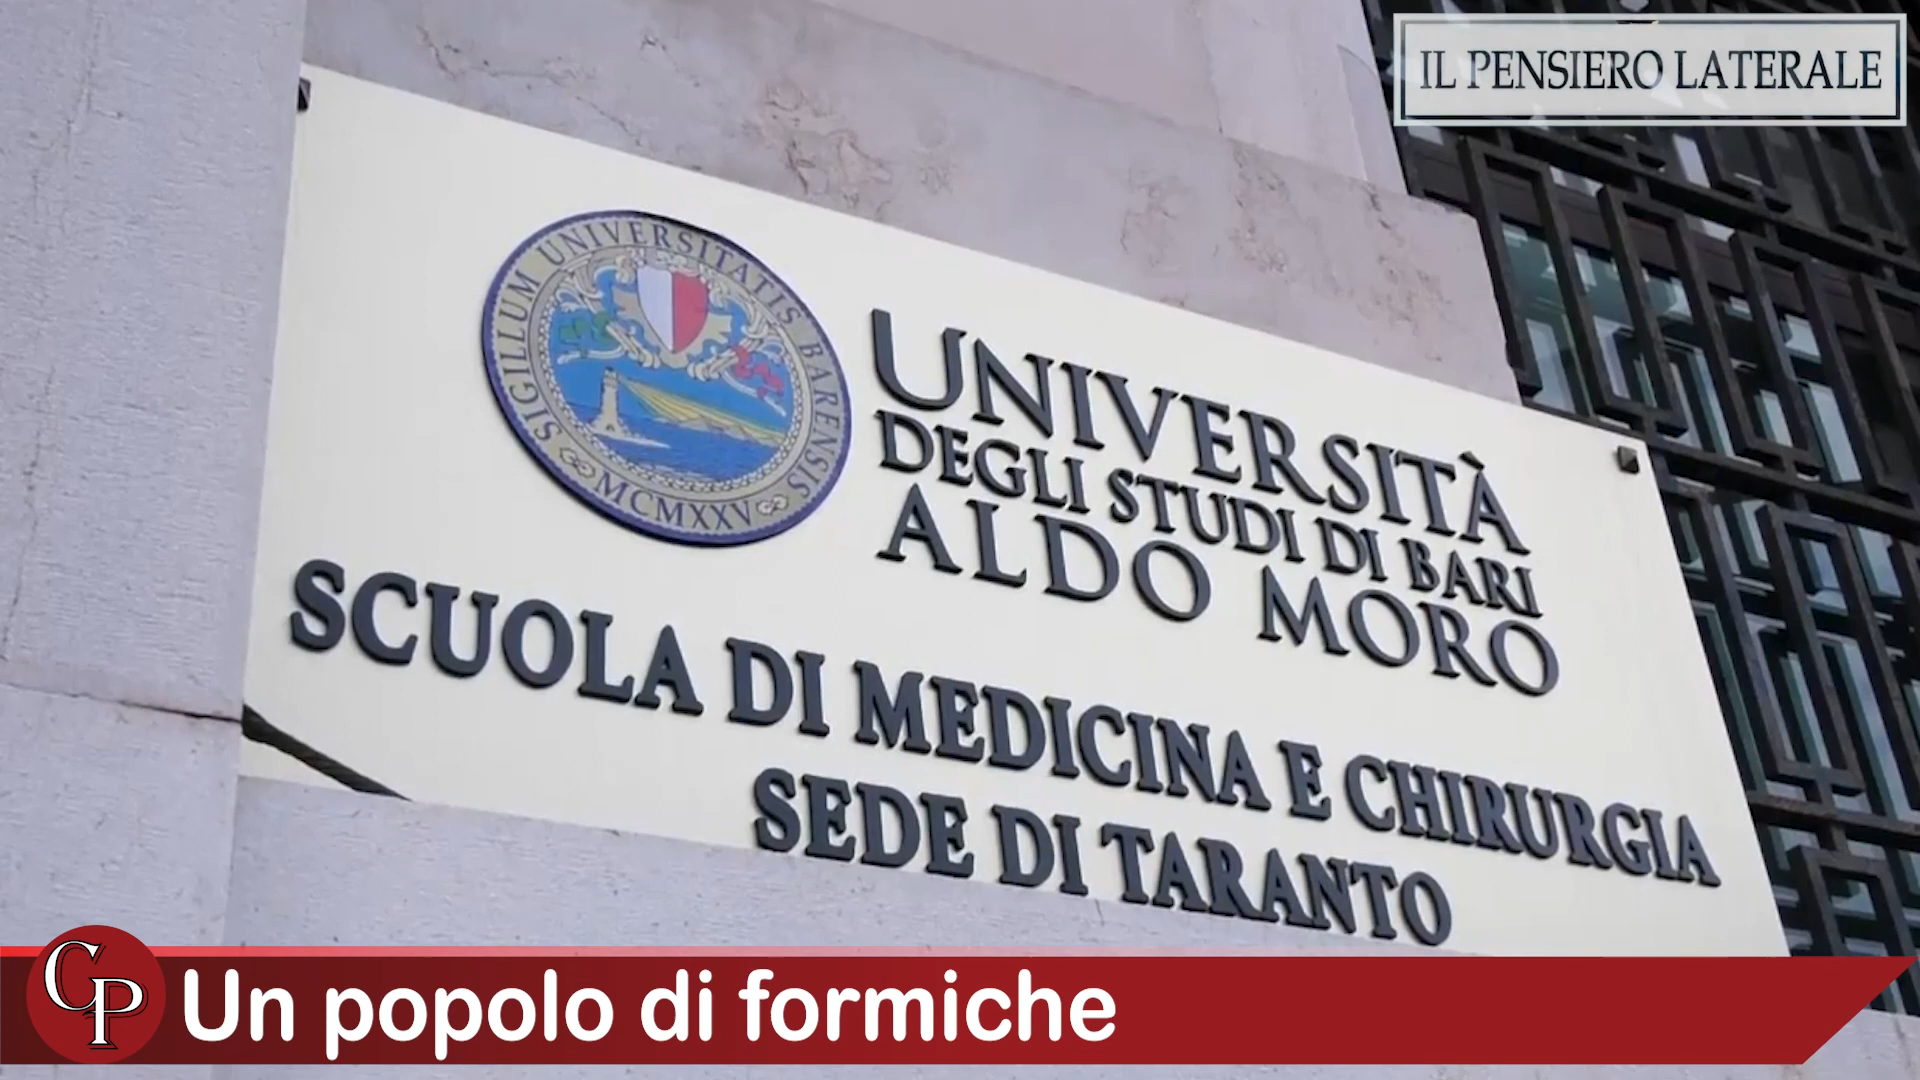 IL PENSIERO LATERALE
SIGILLUM UNIVERSITATIS BARENSIS
MCMXXV
UNIVERSITÀ
DEGLI STUDI DI BARI
ALDO MORO
SCUOLA DI MEDICINA E CHIRURGIA
SEDE DI TARANTO
CP
Un popolo di formiche